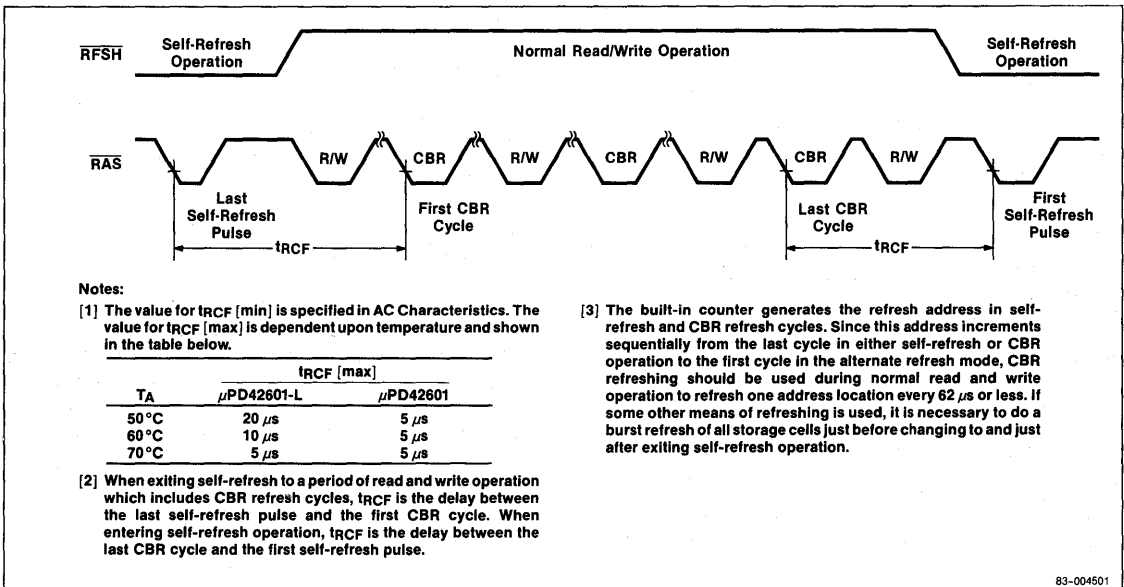 RFSH
Self-Refresh
Operation
Normal Read/Write Operation
Self-Refresh
Operation
RAS
R/W
CBR
R/W
CBR
R/W
CBR
R/W
Last
Self-Refresh
Pulse
First CBR
Cycle
Last CBR
Cycle
First
Self-Refresh
Pulse
tRCF
tRCF
Notes:
[1] The value for tRCF [min] is specified in AC Characteristics. The
value for tRCF [max] is dependent upon temperature and shown
in the table below.
tRCF [max]
TA μPD42601-L μPD42601
50°C 20 μs 5 μs
60°C 10 μs 5 μs
70°C 5 μs 5 μs
[2] When exiting self-refresh to a period of read and write operation
which includes CBR refresh cycles, tRCF is the delay between
the last self-refresh pulse and the first CBR cycle. When
entering self-refresh operation, tRCF is the delay between the
last CBR cycle and the first self-refresh pulse.
[3] The built-in counter generates the refresh address in self-
refresh and CBR refresh cycles. Since this address increments
sequentially from the last cycle in either self-refresh or CBR
operation to the first cycle in the alternate refresh mode, CBR
refreshing should be used during normal read and write
operation to refresh one address location every 62 μs or less. If
some other means of refreshing is used, it is necessary to do a
burst refresh of all storage cells just before changing to and just
after exiting self-refresh operation.
83-004501